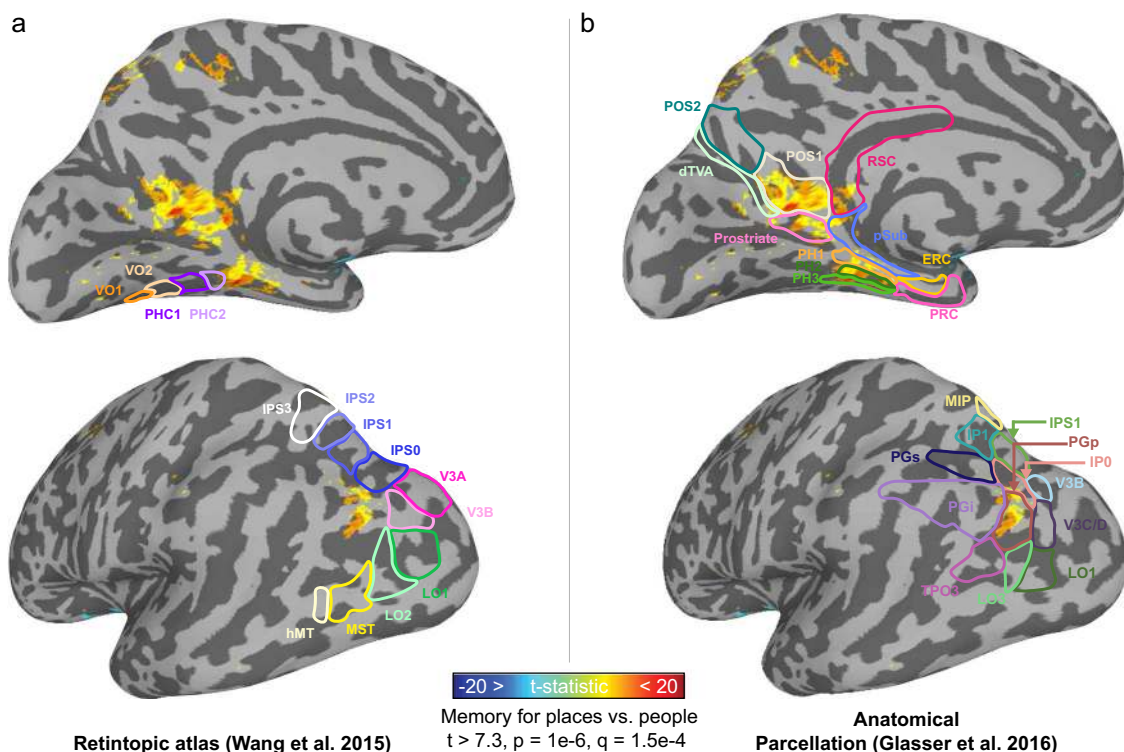 a
b
POS2
POS1
RSC
dTVA
Prostriate
pSub
PH1
ERC
PH3
PRC
VO2
VO1
PHC1 PHC2
IPS3
IPS2
IPS1
IPS0
V3A
V3B
LO1
LO2
MST
hMT
MIP
IPS1
IP1
PGp
PGs
IP0
V3B
PGi
V3C/D
LO1
TPO3
LO2
-20 > t-statistic < 20
Memory for places vs. people
t > 7.3, p = 1e-6, q = 1.5e-4
Retintopic atlas (Wang et al. 2015)
Anatomical
Parcellation (Glasser et al. 2016)